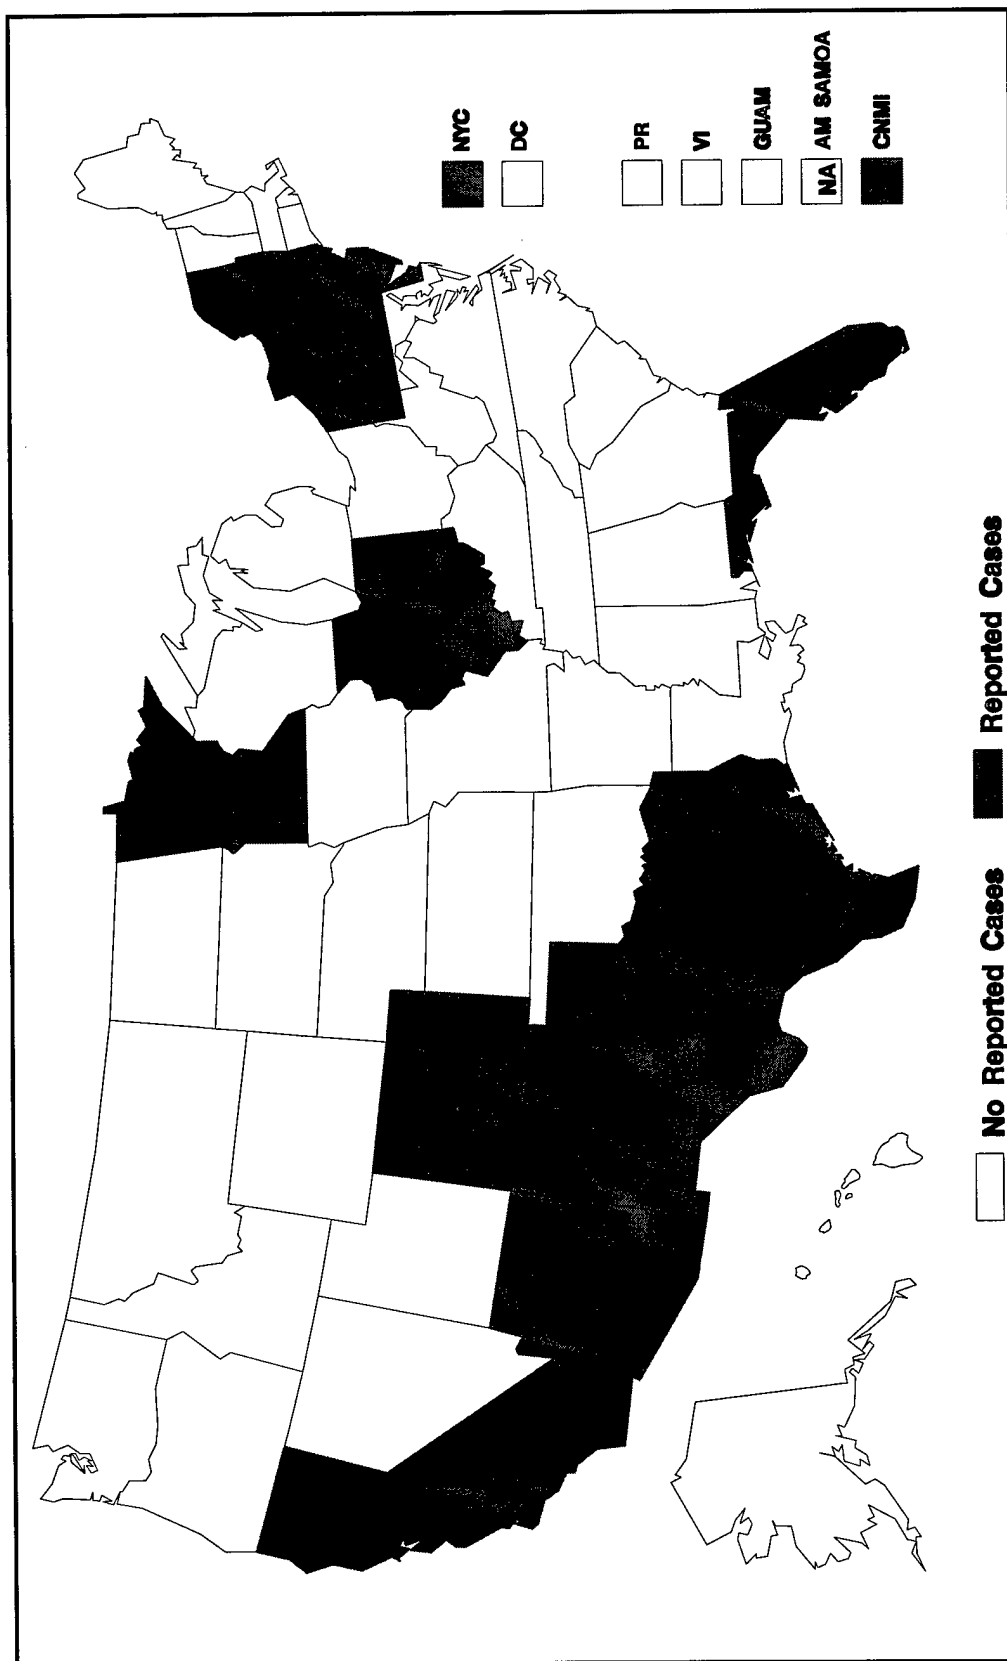 NYC
DC
PR
VI
GUAM
NA AM SAMOA
CNMI
No Reported Cases
Reported Cases